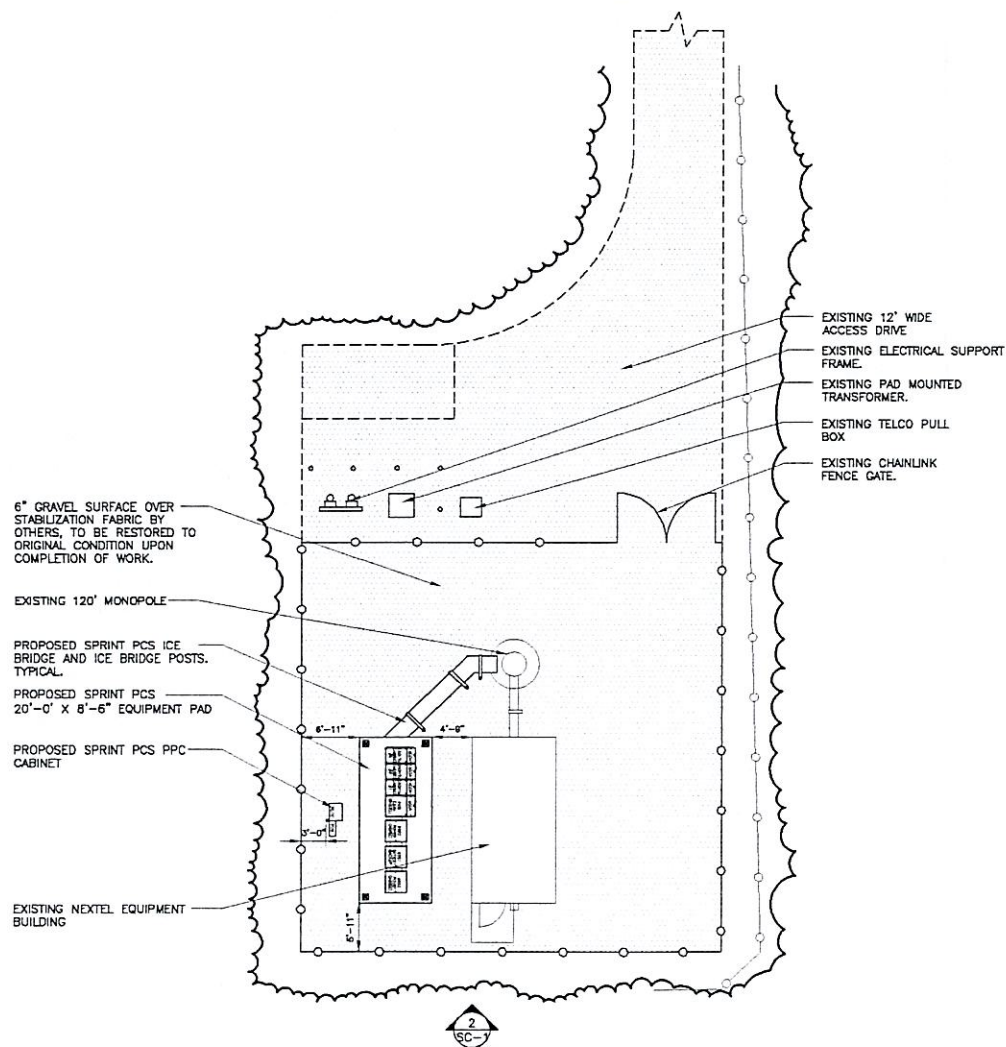 EXISTING 12' WIDE
ACCESS DRIVE
EXISTING ELECTRICAL SUPPORT
FRAME.
EXISTING PAD MOUNTED
TRANSFORMER.
EXISTING TELCO PULL
BOX
EXISTING CHAINLINK
FENCE GATE.
6" GRAVEL SURFACE OVER
STABILIZATION FABRIC BY
OTHERS, TO BE RESTORED TO
ORIGINAL CONDITION UPON
COMPLETION OF WORK.
EXISTING 120' MONOPOLE
PROPOSED SPRINT PCS ICE
BRIDGE AND ICE BRIDGE POSTS.
TYPICAL.
PROPOSED SPRINT PCS
20'-0' X 8'-6" EQUIPMENT PAD
PROPOSED SPRINT PCS PPC
CABINET
EXISTING NEXTEL EQUIPMENT
BUILDING
6'-11"
4'-9"
3'-0"
5'-11"
2
SC-1